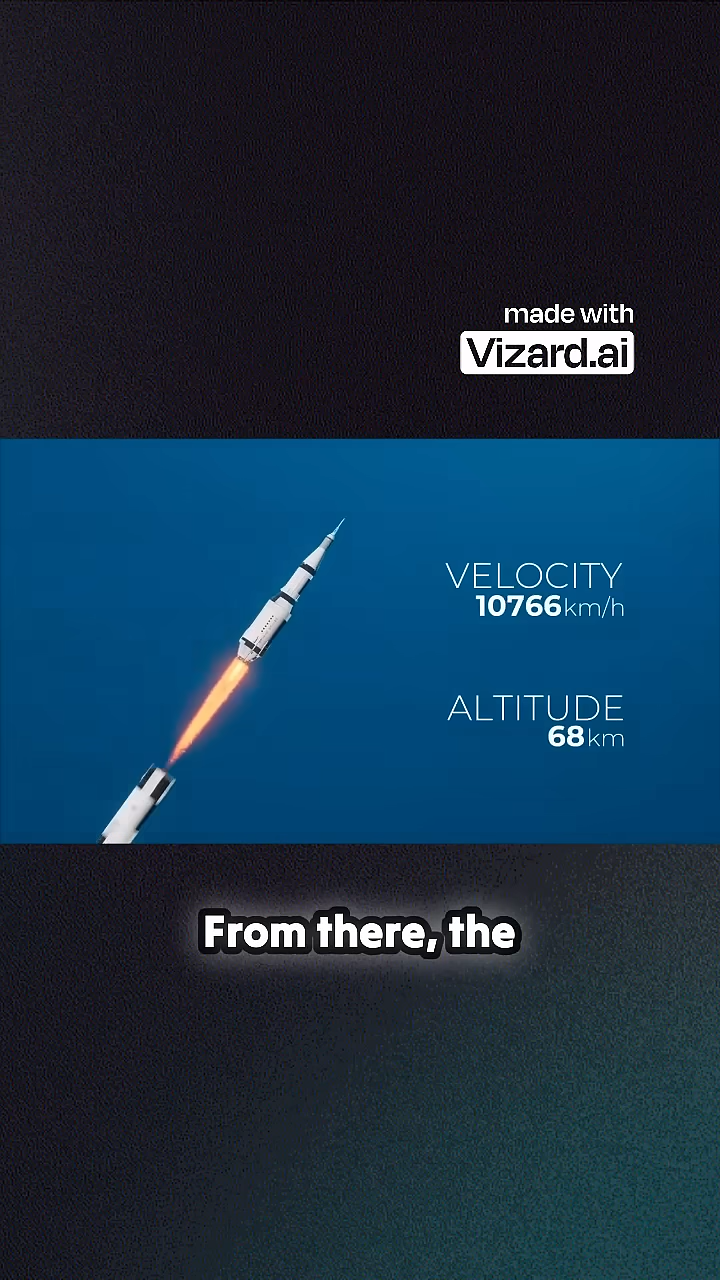 made with
Vizard.ai
VELOCITY
10766km/h
ALTITUDE
68km
From there, the